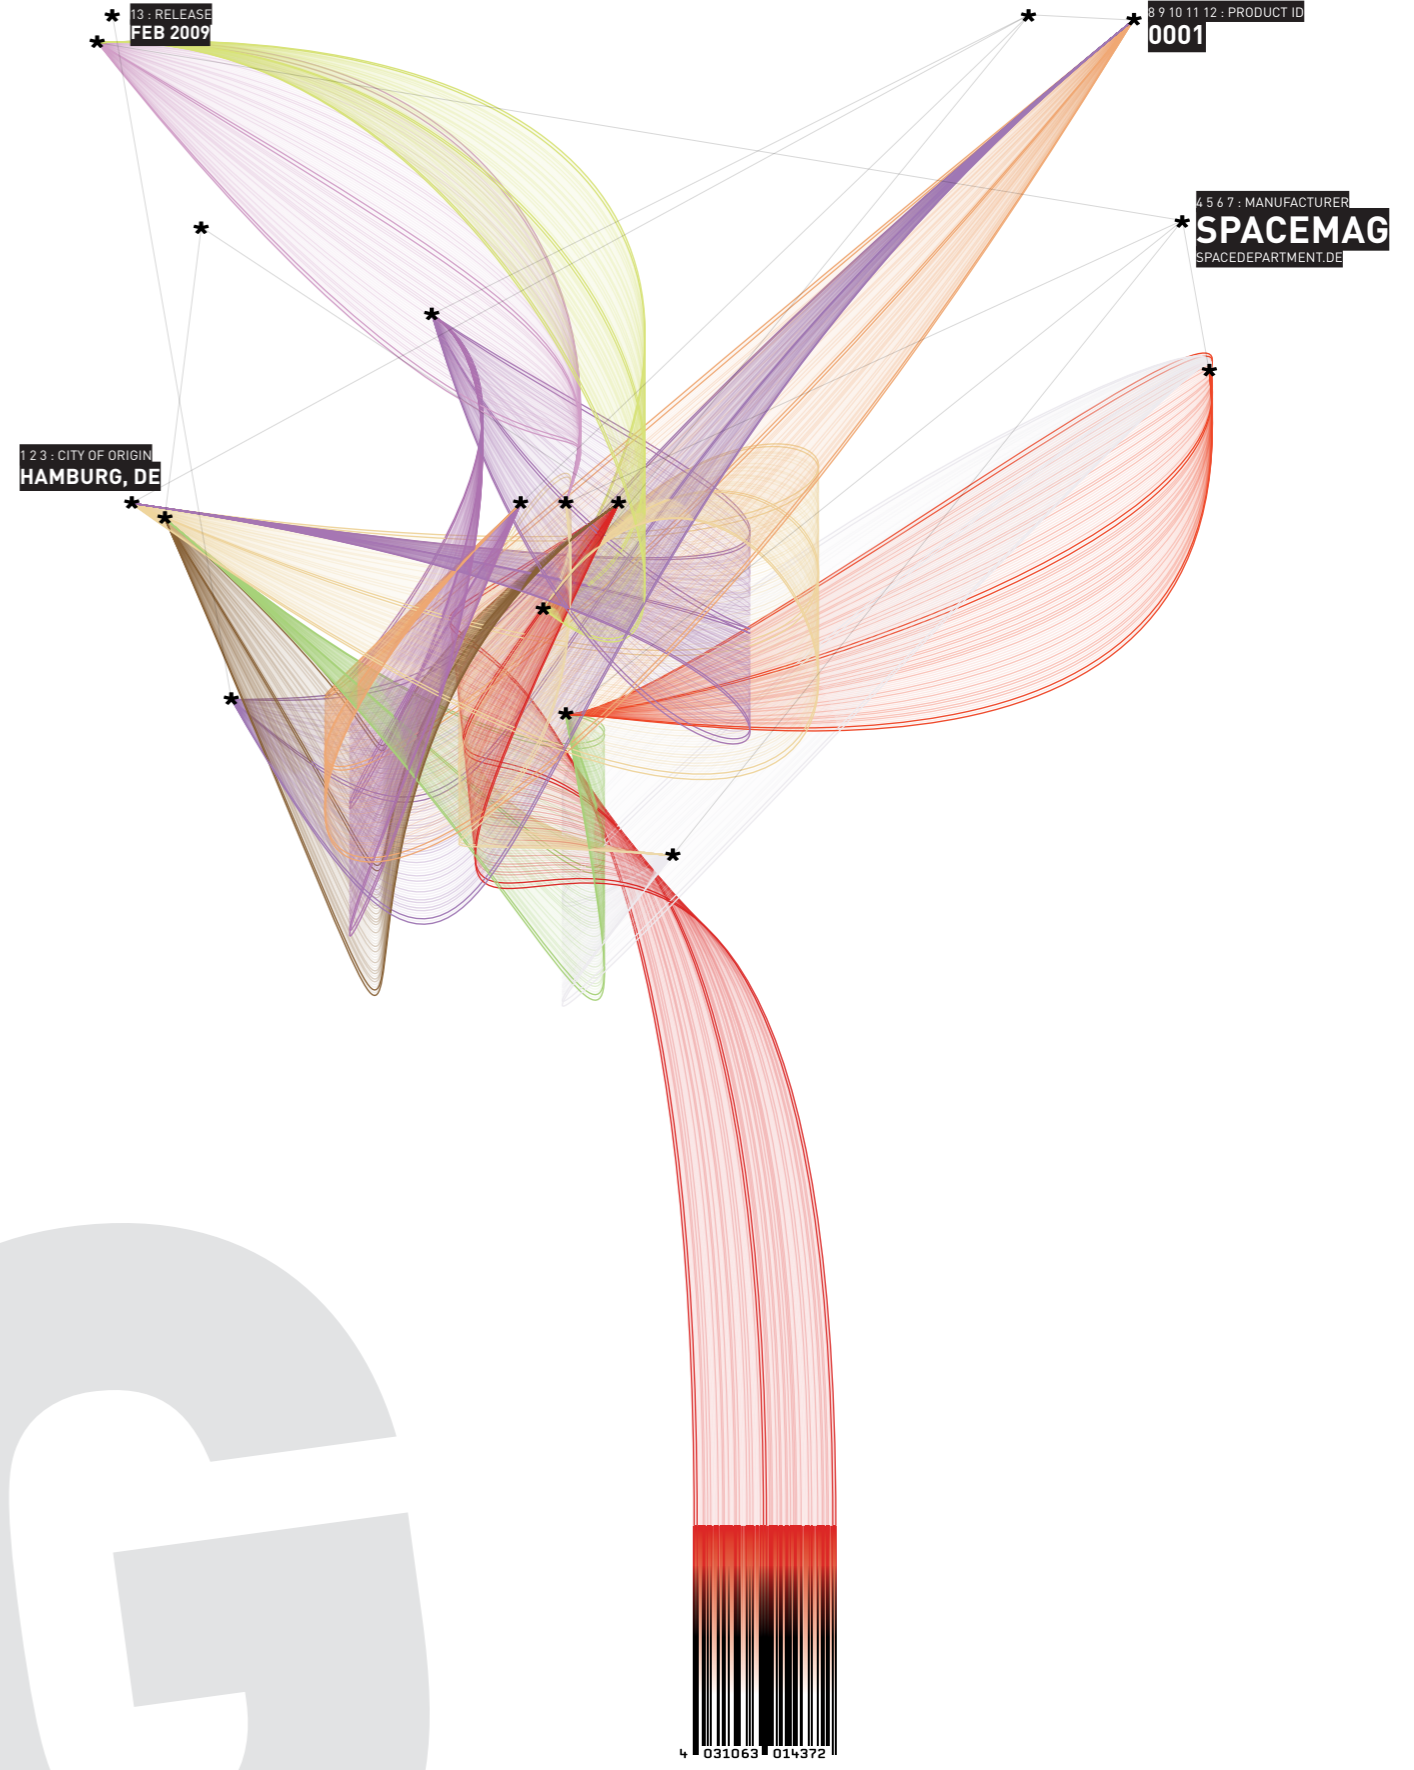 13 : RELEASE
FEB 2009
8 9 10 11 12 : PRODUCT ID
0001
4 5 6 7 : MANUFACTURER
SPACEMAG
SPACEDEPARTMENT.DE
1 2 3 : CITY OF ORIGIN
HAMBURG, DE
G
4 031063 014372